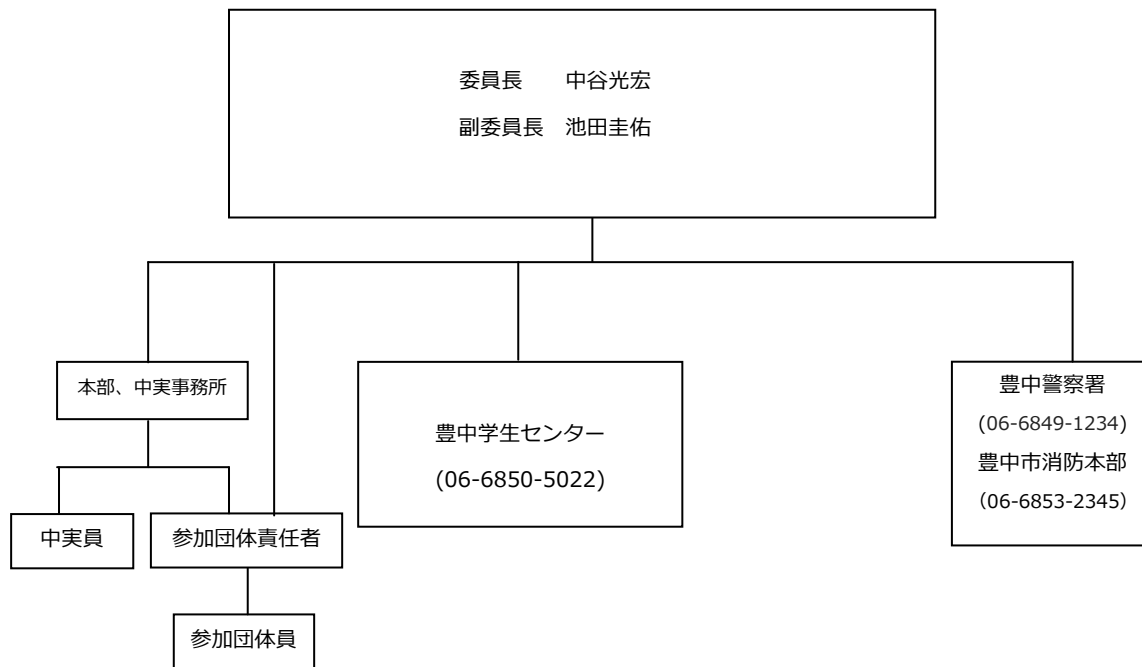 委員長　　中谷光宏
副委員長　池田圭佑
本部、中実事務所
豊中学生センター
(06-6850-5022)
豊中警察署
(06-6849-1234)
豊中市消防本部
(06-6853-2345)
中実員
参加団体責任者
参加団体員